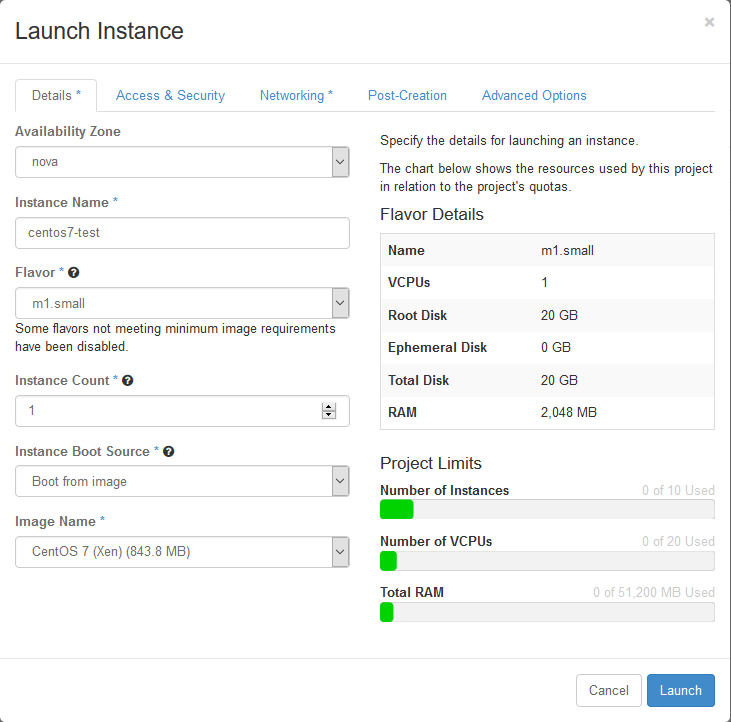 Launch Instance ×
Details * Access & Security Networking * Post-Creation Advanced Options
Availability Zone
nova
Instance Name *
centos7-test
Flavor * ?
m1.small
Some flavors not meeting minimum image requirements
have been disabled.
Instance Count * ?
1
Instance Boot Source * ?
Boot from image
Image Name *
CentOS 7 (Xen) (843.8 MB)
Specify the details for launching an instance.
The chart below shows the resources used by this project
in relation to the project's quotas.
Flavor Details
Name m1.small
VCPUs 1
Root Disk 20 GB
Ephemeral Disk 0 GB
Total Disk 20 GB
RAM 2,048 MB
Project Limits
Number of Instances 0 of 10 Used
Number of VCPUs 0 of 20 Used
Total RAM 0 of 51,200 MB Used
Cancel Launch